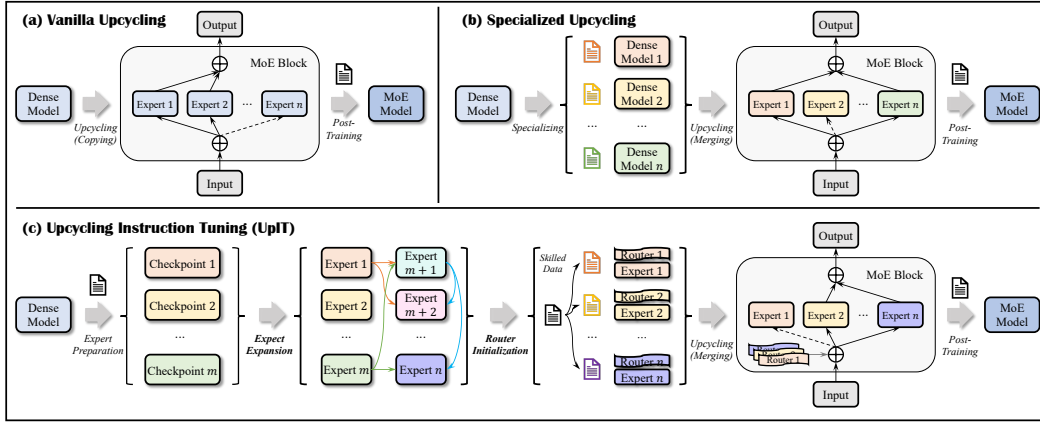 (a) Vanilla Upcycling
Output
MoE Block
Dense
Model
Expert 1
Expert 2
...
Expert n
MoE
Model
Upcycling
(Copying)
Post-
Training
Input
(b) Specialized Upcycling
Dense
Model
Specializing
Dense
Model 1
Dense
Model 2
...
...
Dense
Model n
Upcycling
(Merging)
Output
MoE Block
Expert 1
Expert 2
...
Expert n
Input
Post-
Training
MoE
Model
(c) Upcycling Instruction Tuning (UpIT)
Dense
Model
Expert
Preparation
Checkpoint 1
Checkpoint 2
...
Checkpoint m
Expect
Expansion
Expert 1
Expert 2
...
Expert m
Expert
m + 1
Expert
m + 2
...
Expert n
Router
Initialization
Skilled
Data
Router 1
Expert 1
Router 2
Expert 2
...
...
Router n
Expert n
Upcycling
(Merging)
Output
MoE Block
Expert 1
Expert 2
...
Expert n
Router 1
Input
Post-
Training
MoE
Model